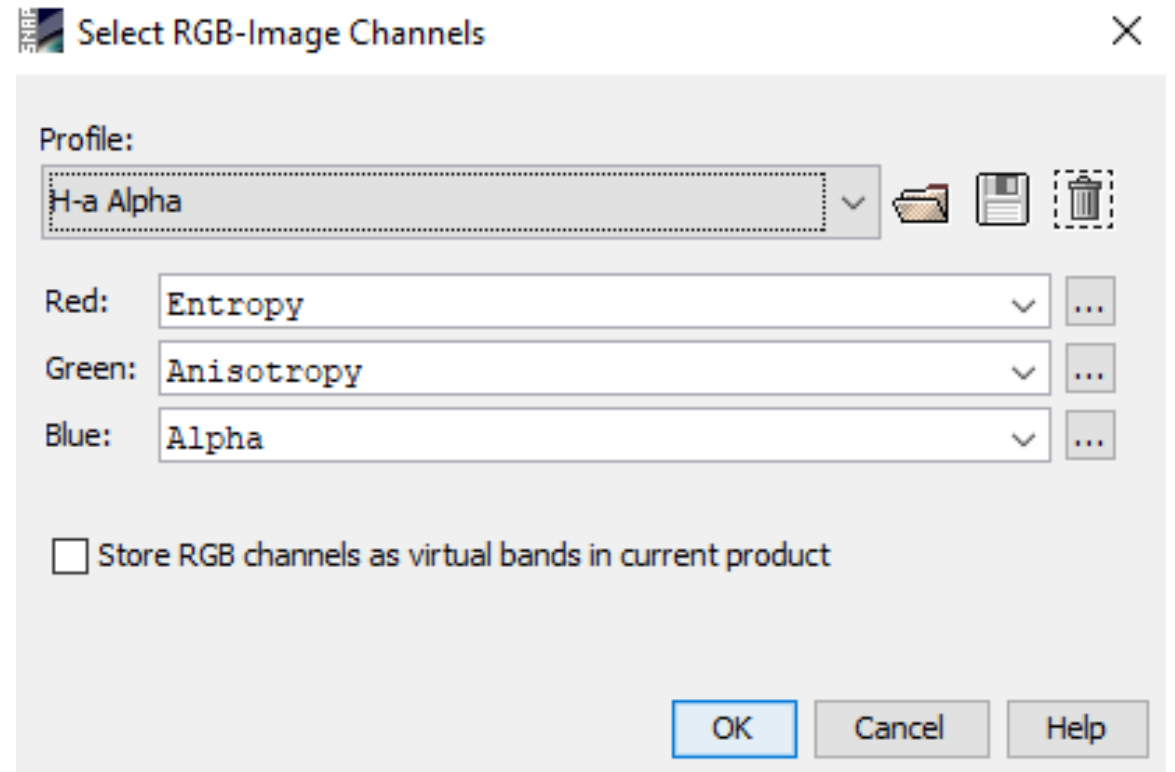 SNAP
Select RGB-Image Channels
Profile:
H-a Alpha
Red: Entropy ...
Green: Anisotropy ...
Blue: Alpha ...
Store RGB channels as virtual bands in current product
OK Cancel Help